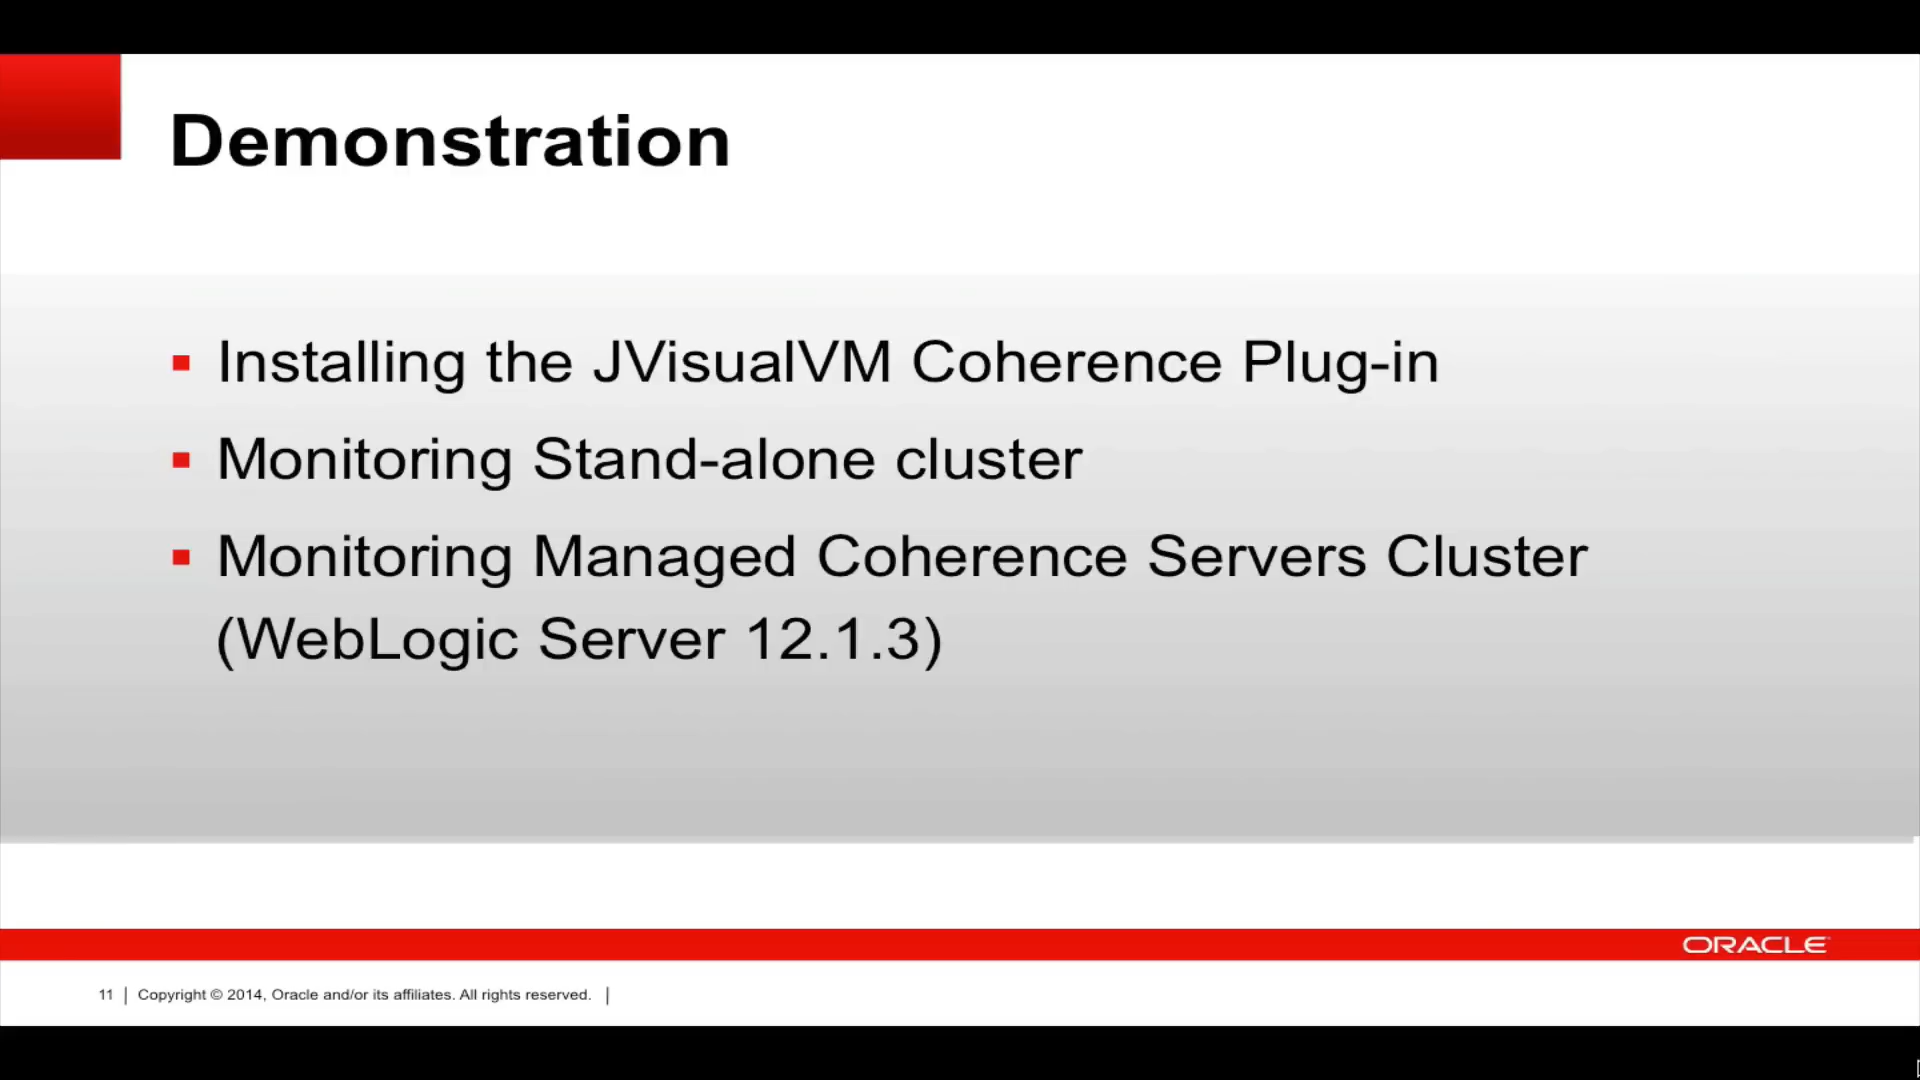 Demonstration
Installing the JVisualVM Coherence Plug-in
Monitoring Stand-alone cluster
Monitoring Managed Coherence Servers Cluster
(WebLogic Server 12.1.3)
ORACLE
11 | Copyright © 2014, Oracle and/or its affiliates. All rights reserved. |